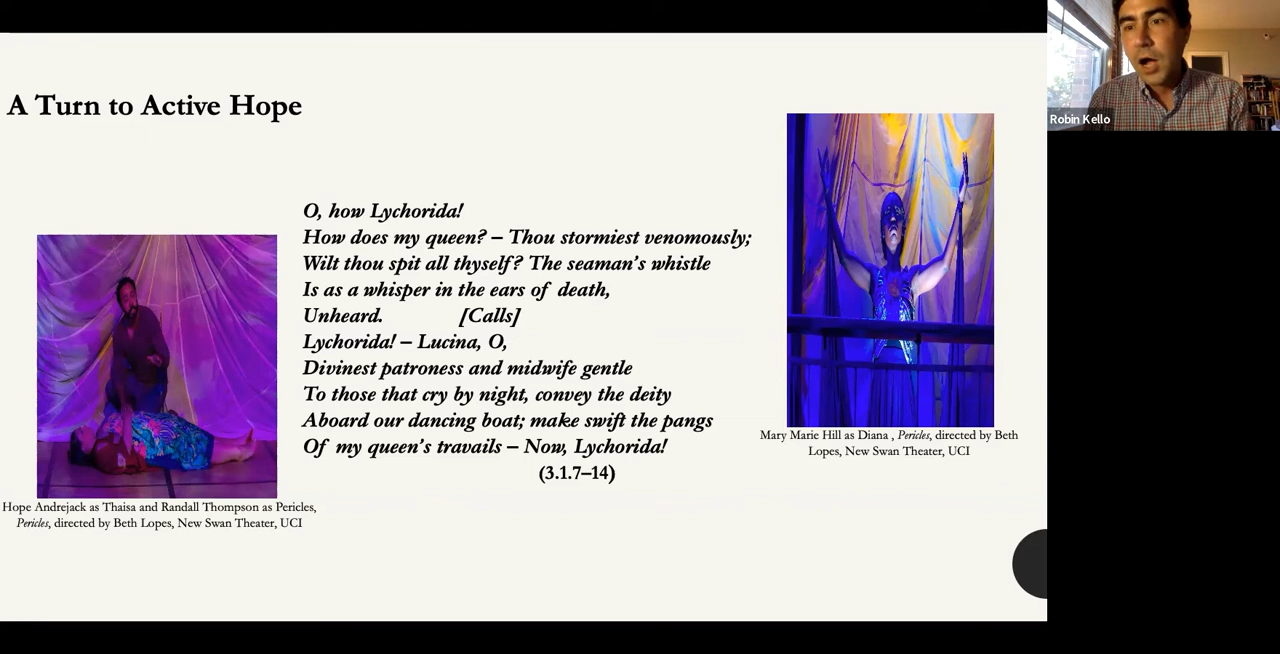 A Turn to Active Hope
O, how Lychorida!
How does my queen? – Thou stormiest venomously;
Wilt thou spit all thyself? The seaman's whistle
Is as a whisper in the ears of death,
Unheard. [Calls]
Lychorida! – Lucina, O,
Divinest patroness and midwife gentle
To those that cry by night, convey the deity
Aboard our dancing boat; make swift the pangs
Of my queen's travails – Now, Lychorida!
(3.1.7–14)
Hope Andrejack as Thaisa and Randall Thompson as Pericles,
Pericles, directed by Beth Lopes, New Swan Theater, UCI
Mary Marie Hill as Diana , Pericles, directed by Beth
Lopes, New Swan Theater, UCI
Robin Kello